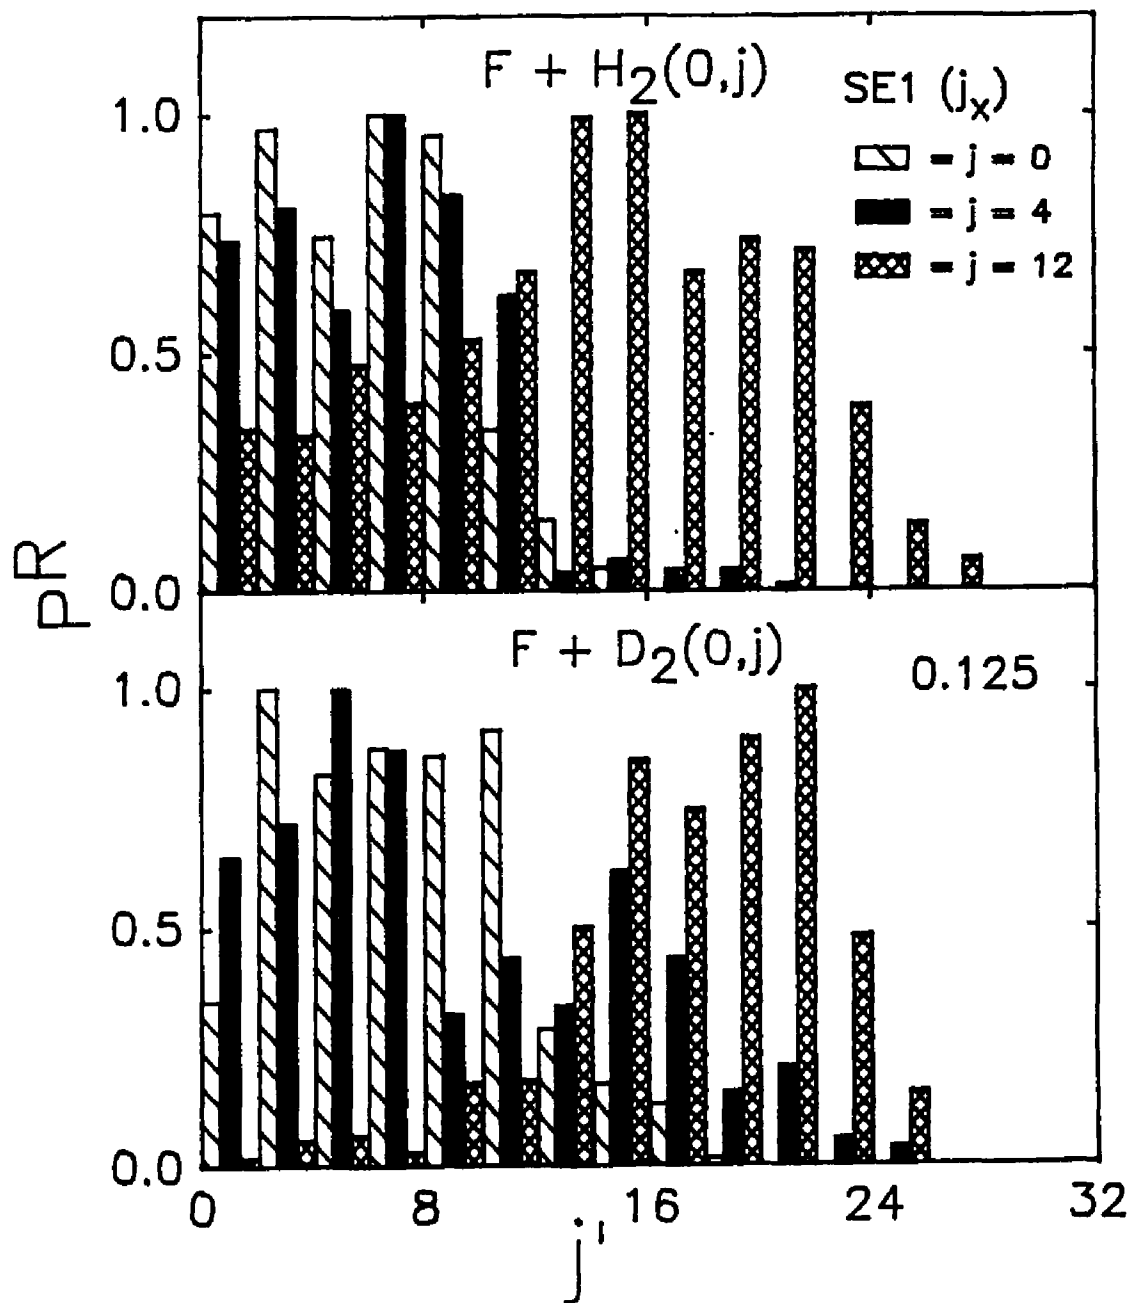 F + H2(0,j)
SE1 (jx)
= j = 0
= j = 4
= j = 12
1.0
0.5
0.0
PR
F + D2(0,j)
0.125
1.0
0.5
0.0
0 8 16 24 32
j'